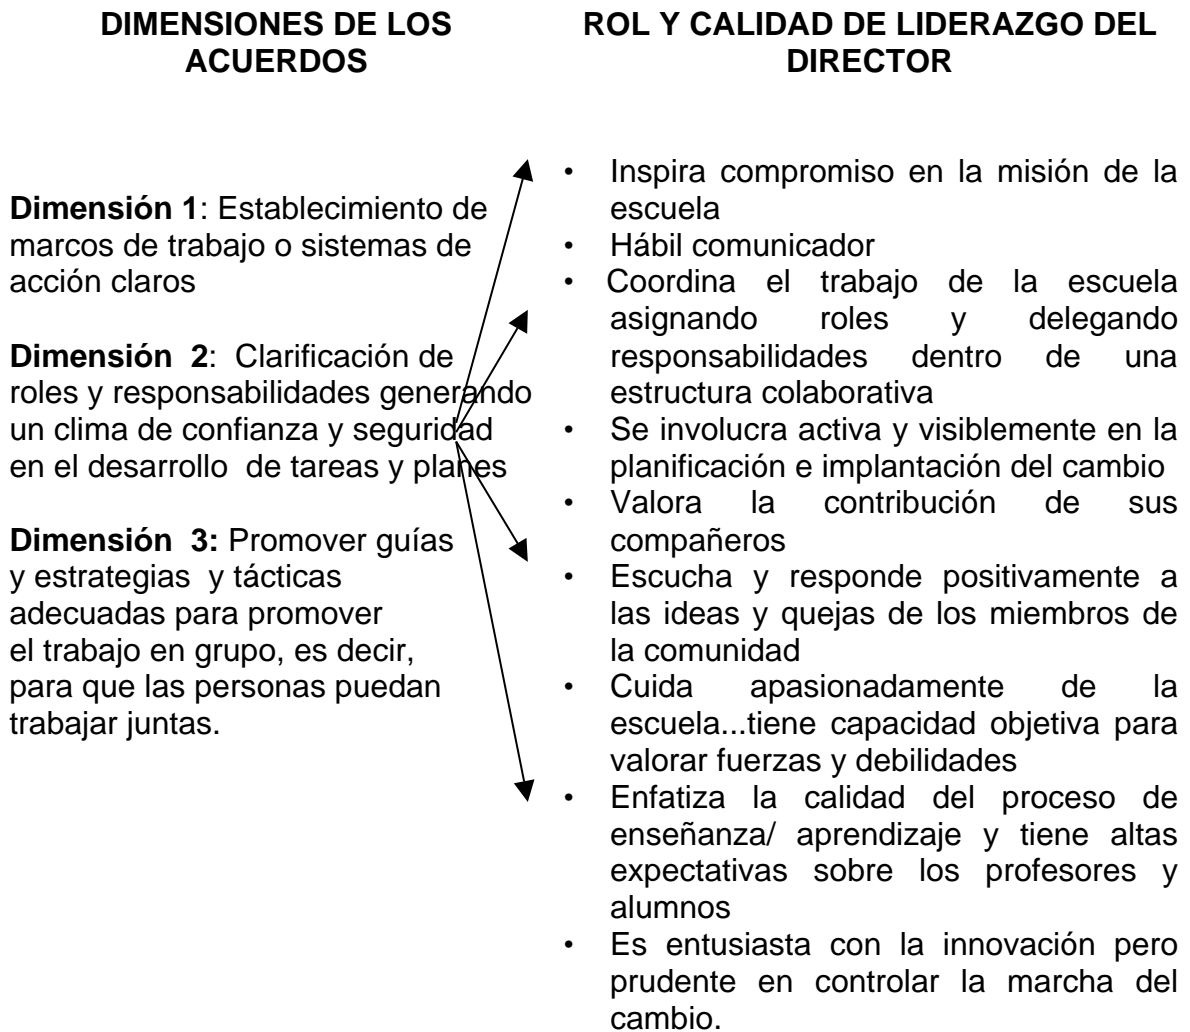 DIMENSIONES DE LOS
ACUERDOS
Dimensión 1: Establecimiento de
marcos de trabajo o sistemas de
acción claros
Dimensión 2: Clarificación de
roles y responsabilidades generando
un clima de confianza y seguridad
en el desarrollo de tareas y planes
Dimensión 3: Promover guías
y estrategias y tácticas
adecuadas para promover
el trabajo en grupo, es decir,
para que las personas puedan
trabajar juntas.
ROL Y CALIDAD DE LIDERAZGO DEL
DIRECTOR
• Inspira compromiso en la misión de la
escuela
• Hábil comunicador
• Coordina el trabajo de la escuela
asignando roles y delegando
responsabilidades dentro de una
estructura colaborativa
• Se involucra activa y visiblemente en la
planificación e implantación del cambio
• Valora la contribución de sus
compañeros
• Escucha y responde positivamente a
las ideas y quejas de los miembros de
la comunidad
• Cuida apasionadamente de la
escuela...tiene capacidad objetiva para
valorar fuerzas y debilidades
• Enfatiza la calidad del proceso de
enseñanza/ aprendizaje y tiene altas
expectativas sobre los profesores y
alumnos
• Es entusiasta con la innovación pero
prudente en controlar la marcha del
cambio.